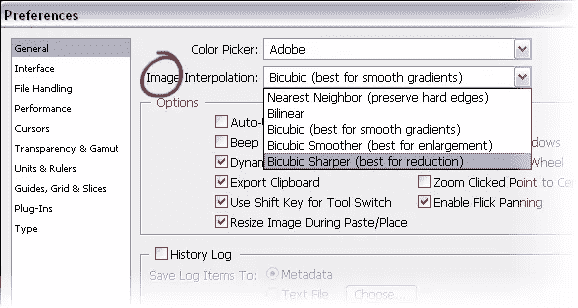 Preferences
General
Interface
File Handling
Performance
Cursors
Transparency & Gamut
Units & Rulers
Guides, Grid & Slices
Plug-Ins
Type
Color Picker: Adobe
Image Interpolation: Bicubic (best for smooth gradients)
Nearest Neighbor (preserve hard edges)
Bilinear
Bicubic (best for smooth gradients)
Bicubic Smoother (best for enlargement)
Bicubic Sharper (best for reduction)
Options
Auto-
Beep
Dynam
Wheel
Export Clipboard
Zoom Clicked Point to Ce
Use Shift Key for Tool Switch
Enable Flick Panning
Resize Image During Paste/Place
History Log
Save Log Items To: Metadata
Text File Choose...